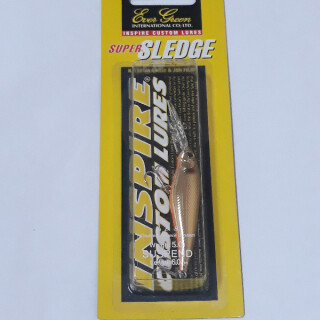 Ever Green
INTERNATIONAL CO., LTD.
INSPIRE CUSTOM LURES
SUPER SLEDGE
INSPIRE®
CUSTOM LURES
SUSPEND